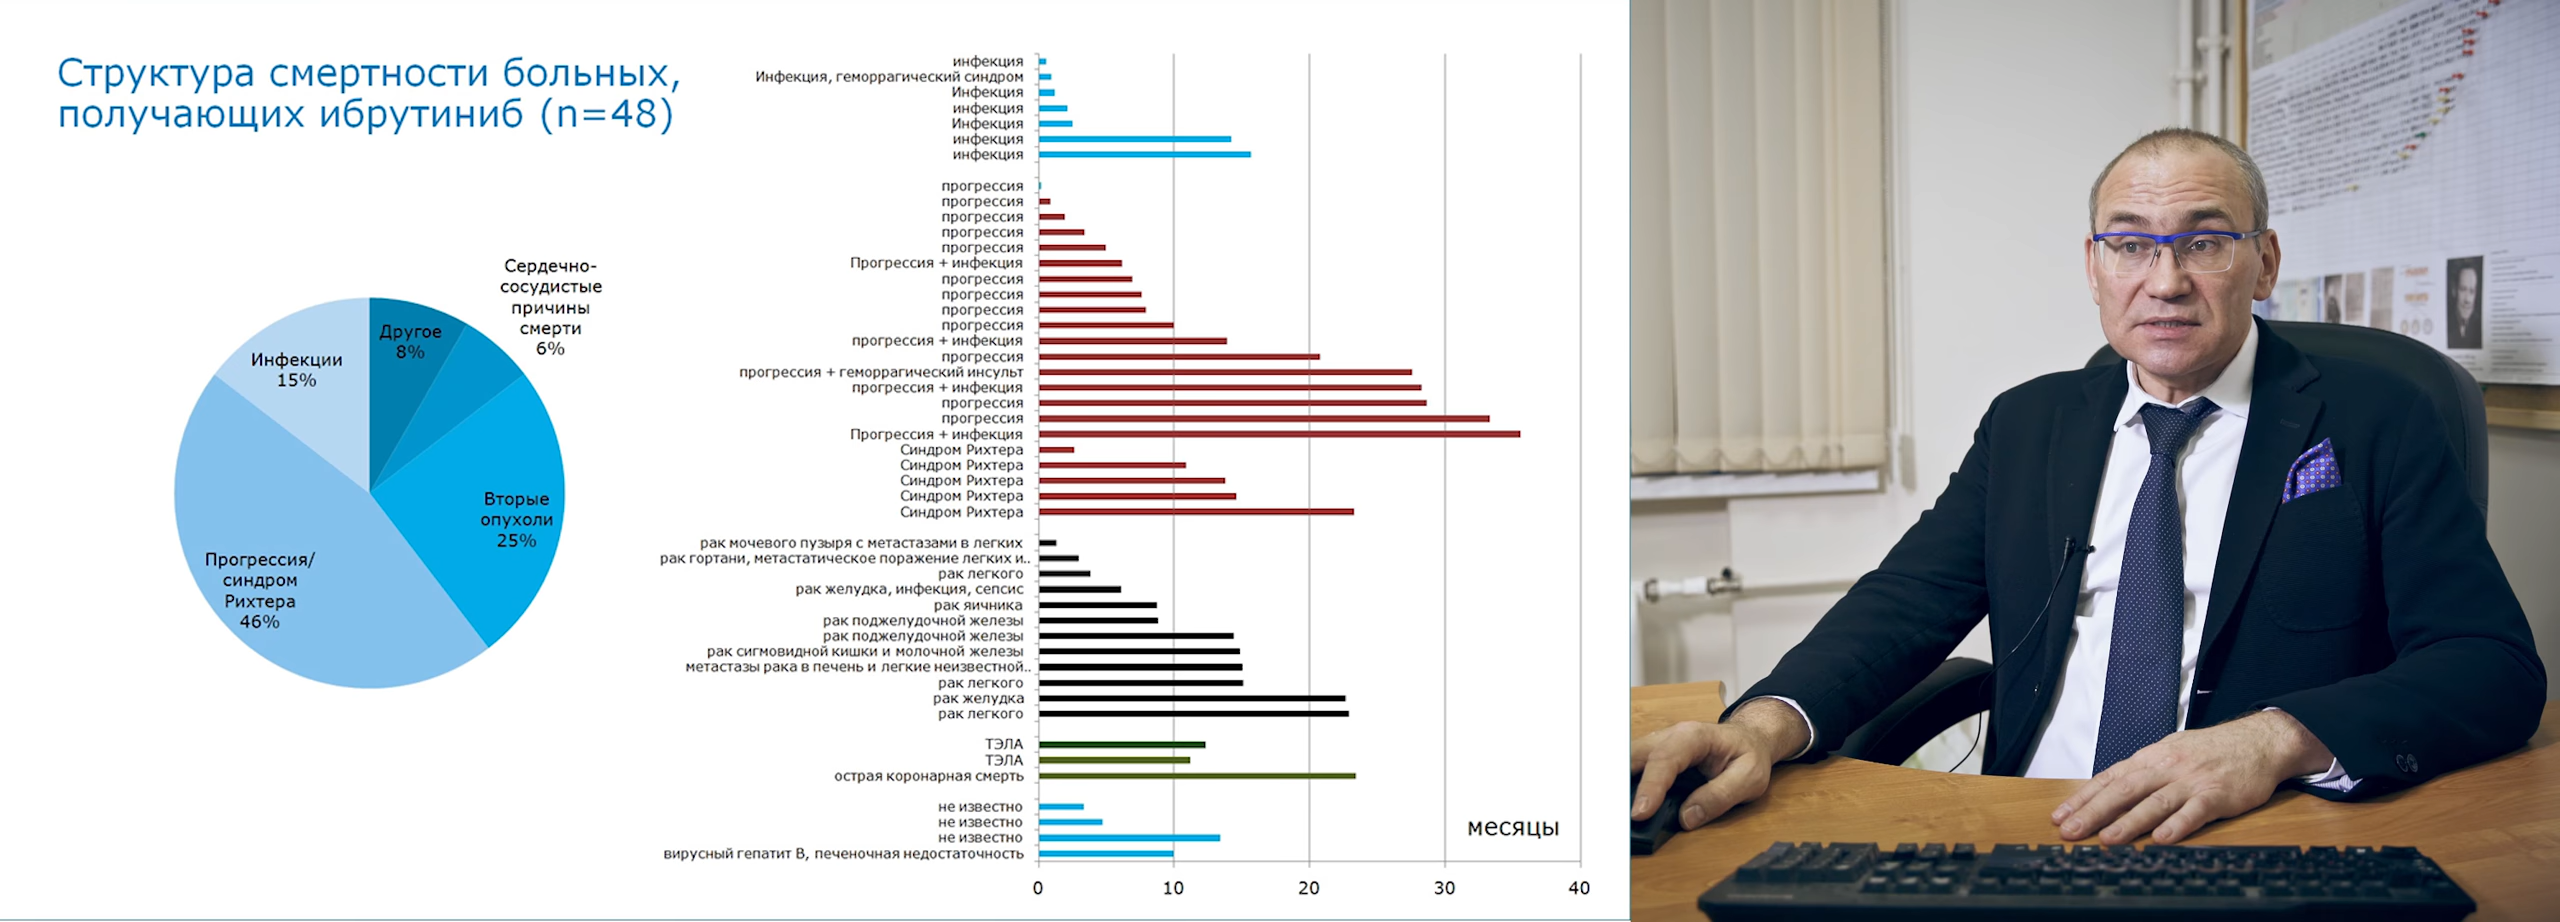 Структура смертности больных,
получающих ибрутиниб (n=48)
Сердечно-
сосудистые
причины
смерти
6%
Другое
8%
Инфекции
15%
Вторые
опухоли
25%
Прогрессия/
синдром
Рихтера
46%
инфекция
Инфекция, геморрагический синдром
Инфекция
инфекция
Инфекция
инфекция
инфекция
прогрессия
прогрессия
прогрессия
прогрессия
прогрессия
Прогрессия + инфекция
прогрессия
прогрессия
прогрессия
прогрессия
прогрессия + инфекция
прогрессия
прогрессия + геморрагический инсульт
прогрессия + инфекция
прогрессия
прогрессия
Прогрессия + инфекция
Синдром Рихтера
Синдром Рихтера
Синдром Рихтера
Синдром Рихтера
Синдром Рихтера
рак мочевого пузыря с метастазами в легких
рак гортани, метастатическое поражение легких и..
рак легкого
рак желудка, инфекция, сепсис
рак яичника
рак поджелудочной железы
рак поджелудочной железы
рак сигмовидной кишки и молочной железы
метастазы рака в печень и легкие неизвестной..
рак легкого
рак желудка
рак легкого
ТЭЛА
ТЭЛА
острая коронарная смерть
не известно
не известно
не известно
вирусный гепатит В, печеночная недостаточность
месяцы
0 10 20 30 40